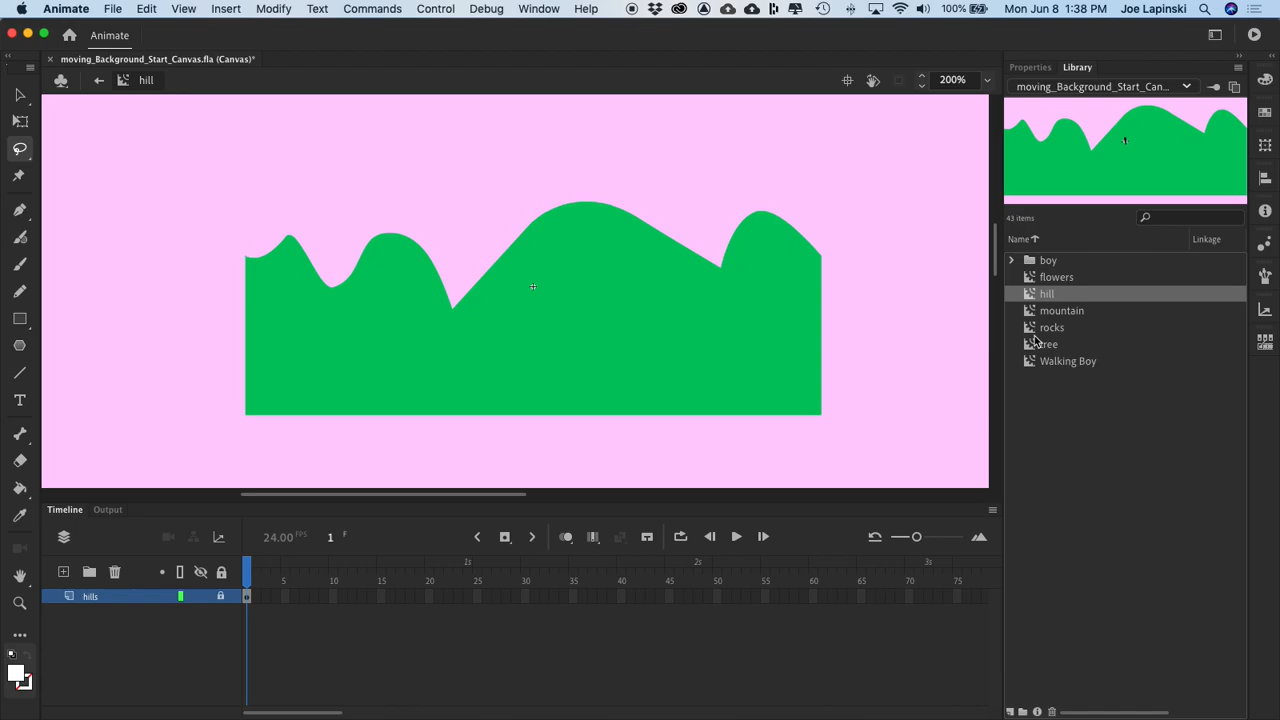 Animate File Edit View Insert Modify Text Commands Control Debug Window Help 100% Mon Jun 8 1:38 PM Joe Lapinski
Animate
moving_Background_Start_Canvas.fla (Canvas)*
hill 200%
Properties Library
moving_Background_Start_Can...
43 items
Name Linkage
boy
flowers
hill
mountain
rocks
tree
Walking Boy
Timeline Output
24.00 FPS 1 F
1s 2s 3s
5 10 15 20 25 30 35 40 45 50 55 60 65 70 75
hills